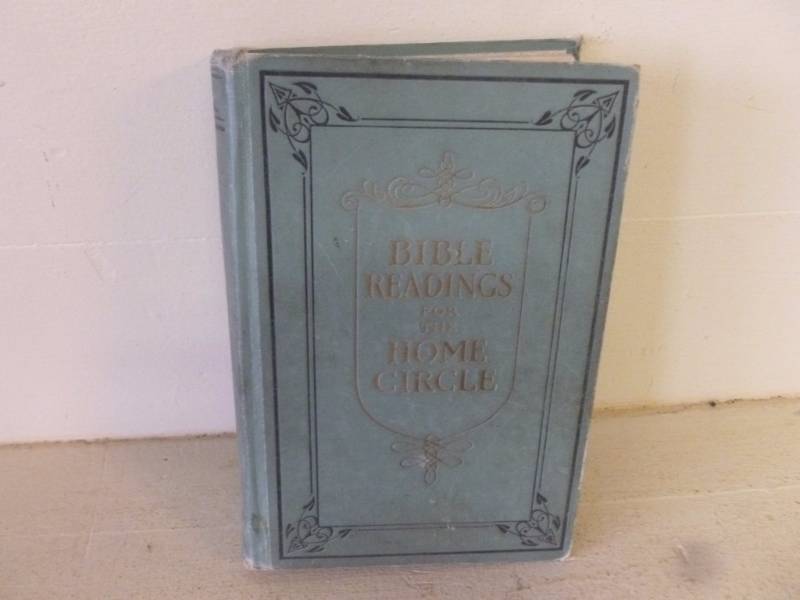 BIBLE
READINGS
FOR
THE
HOME
CIRCLE